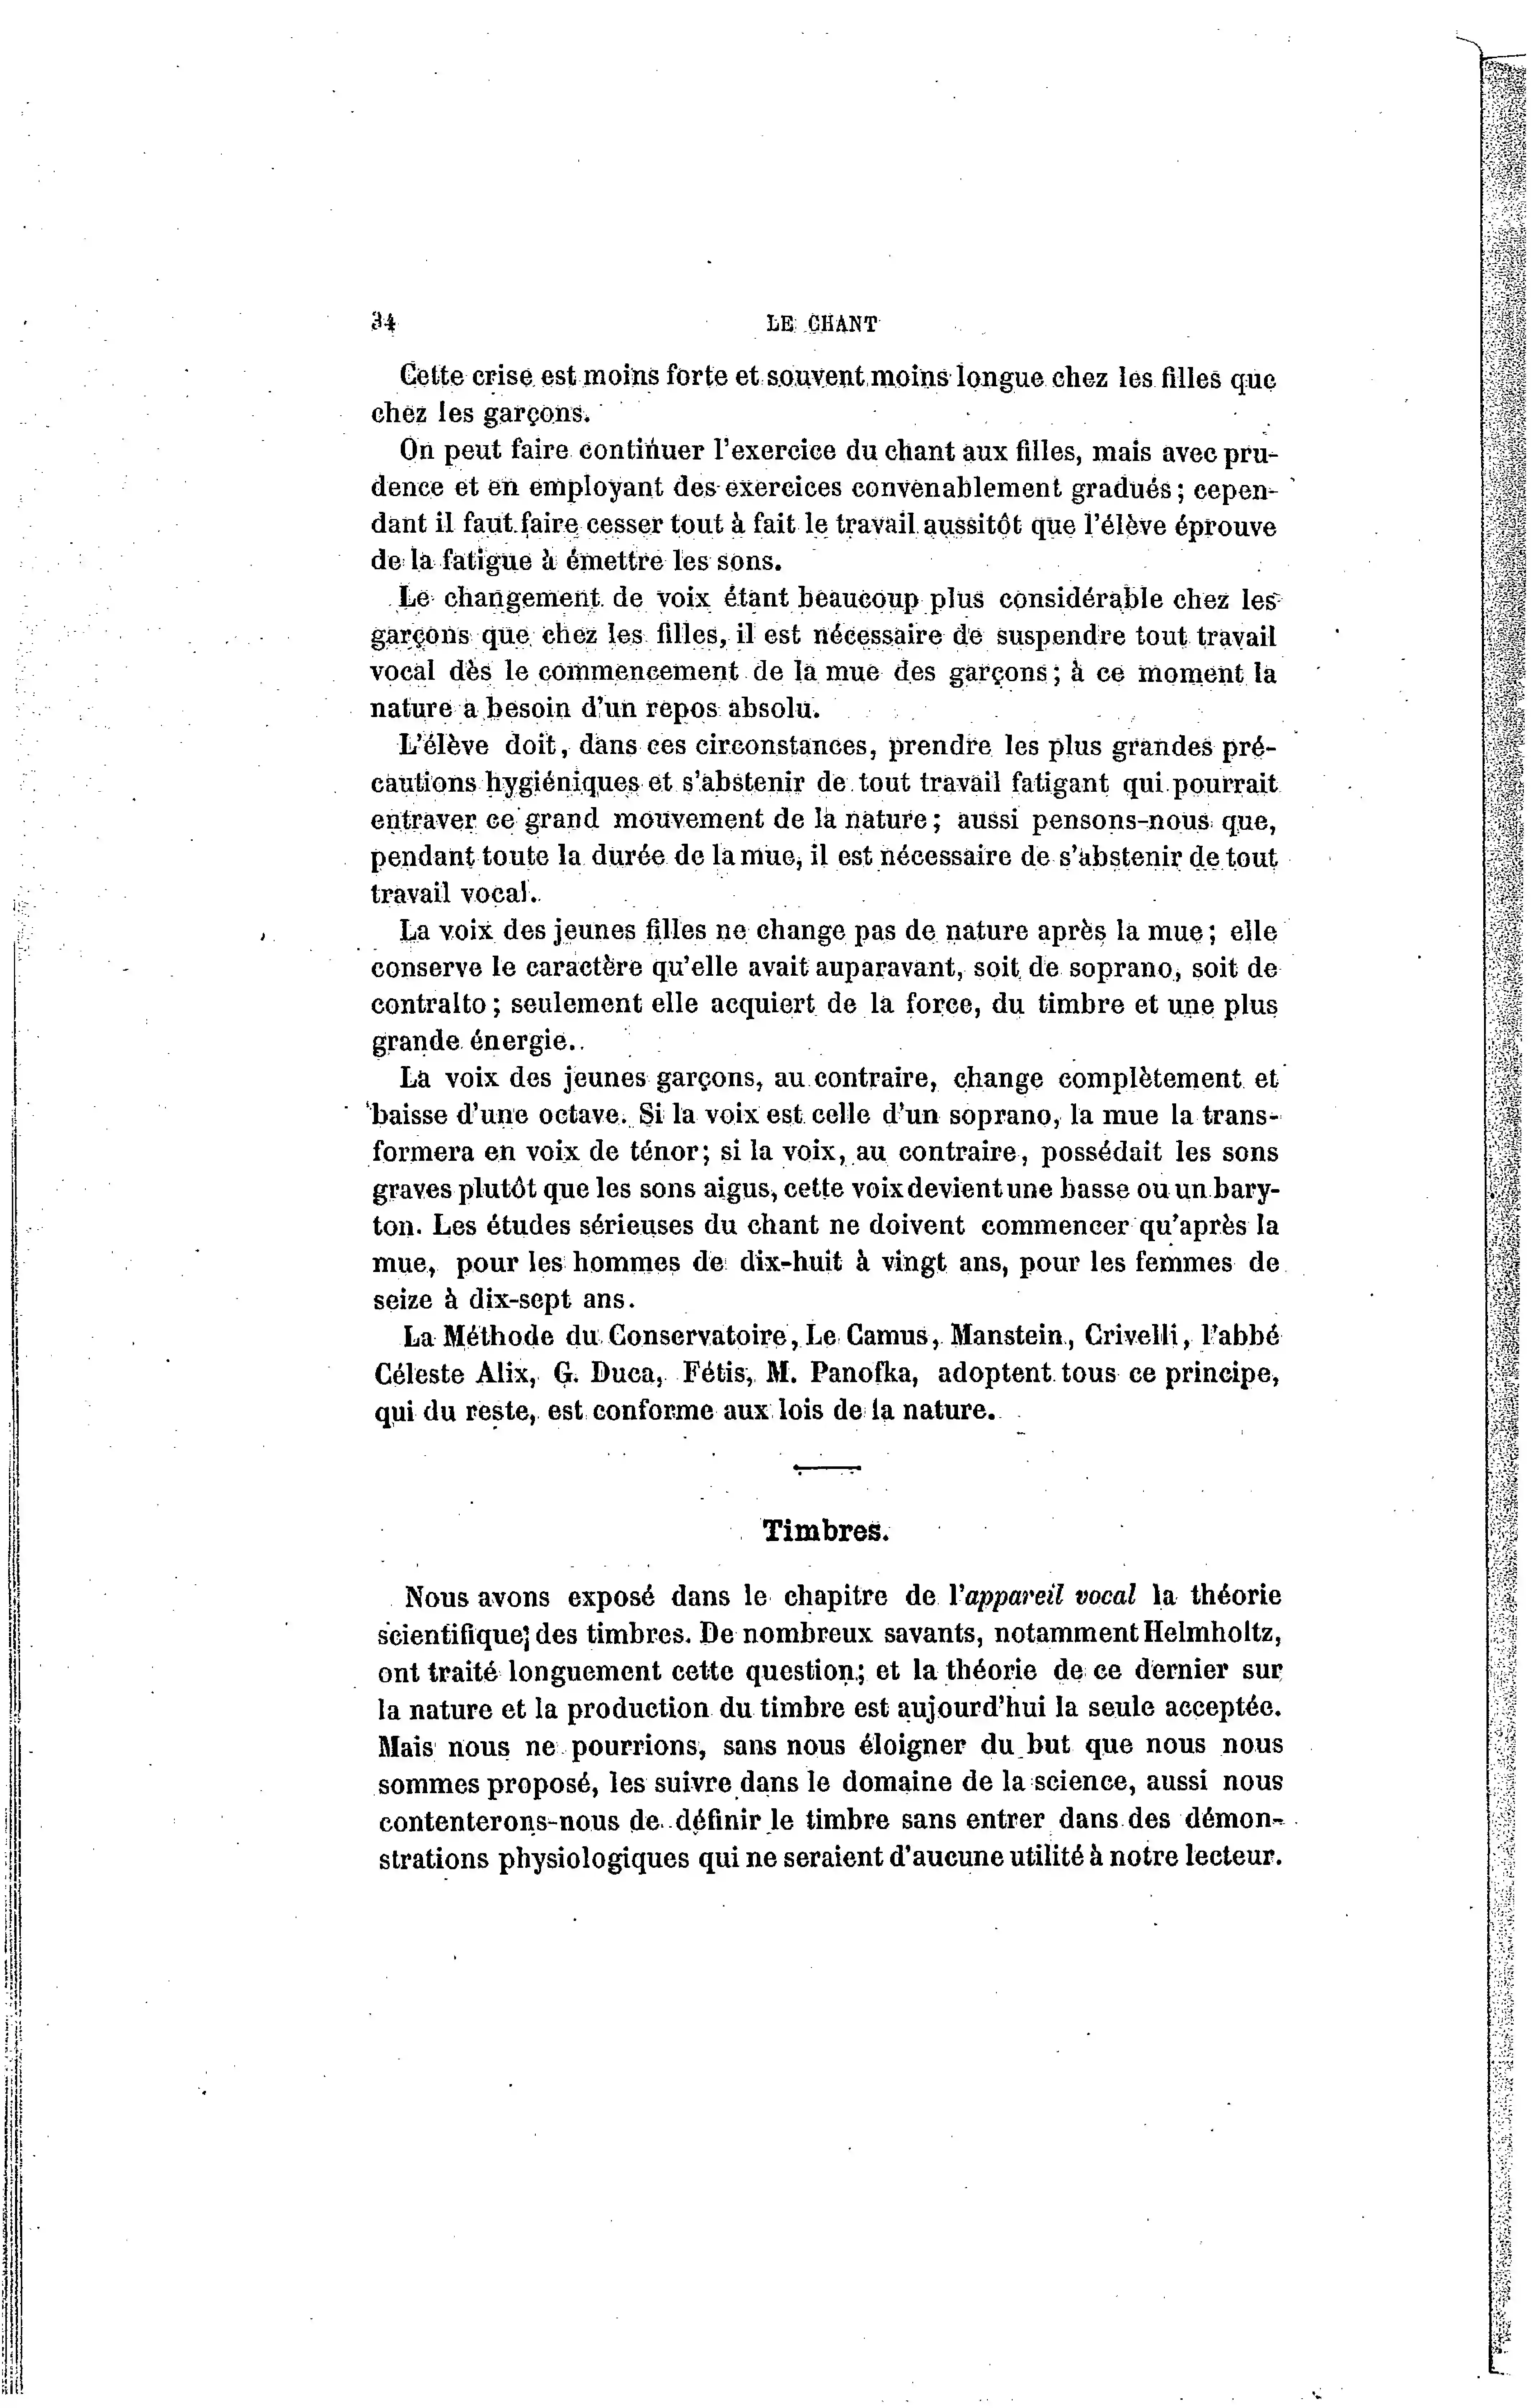 34
LE CHANT
Cette crise est moins forte et souvent moins longue chez les filles que
chez les garçons.
On peut faire continuer l'exercice du chant aux filles, mais avec pru-
dence et en employant des exercices convenablement gradués; cepen-
dant il faut faire cesser tout à fait le travail aussitôt que l'élève éprouve
de la fatigue à émettre les sons.
Le changement de voix étant beaucoup plus considérable chez les
garçons que chez les filles, il est nécessaire de suspendre tout travail
vocal dès le commencement de la mue des garçons; à ce moment la
nature a besoin d'un repos absolu.
L'élève doit, dans ces circonstances, prendre les plus grandes pré-
cautions hygiéniques et s'abstenir de tout travail fatigant qui pourrait
entraver ce grand mouvement de la nature; aussi pensons-nous que,
pendant toute la durée de la mue, il est nécessaire de s'abstenir de tout
travail vocal.
La voix des jeunes filles ne change pas de nature après la mue; elle
conserve le caractère qu'elle avait auparavant, soit de soprano, soit de
contralto; seulement elle acquiert de la force, du timbre et une plus
grande énergie.
La voix des jeunes garçons, au contraire, change complètement et
baisse d'une octave. Si la voix est celle d'un soprano, la mue la trans-
formera en voix de ténor; si la voix, au contraire, possédait les sons
graves plutôt que les sons aigus, cette voix devient une basse ou un bary-
ton. Les études sérieuses du chant ne doivent commencer qu'après la
mue, pour les hommes de dix-huit à vingt ans, pour les femmes de
seize à dix-sept ans.
La Méthode du Conservatoire, Le Camus, Manstein, Crivelli, l'abbé
Céleste Alix, G. Duca, Fétis, M. Panofka, adoptent tous ce principe,
qui du reste, est conforme aux lois de la nature.
Timbres.
Nous avons exposé dans le chapitre de l'appareil vocal la théorie
scientifique des timbres. De nombreux savants, notamment Helmholtz,
ont traité longuement cette question; et la théorie de ce dernier sur
la nature et la production du timbre est aujourd'hui la seule acceptée.
Mais nous ne pourrions, sans nous éloigner du but que nous nous
sommes proposé, les suivre dans le domaine de la science, aussi nous
contenterons-nous de définir le timbre sans entrer dans des démon-
strations physiologiques qui ne seraient d'aucune utilité à notre lecteur.